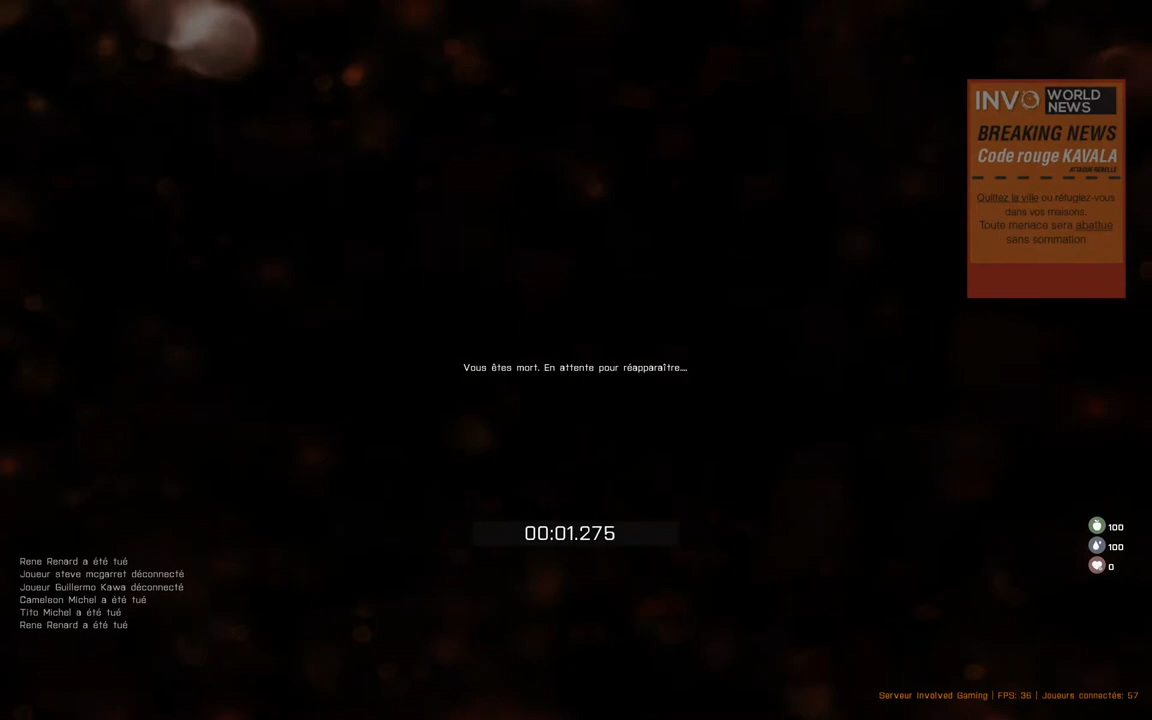 INVO WORLD NEWS
BREAKING NEWS
Code rouge KAVALA
ATTAQUE REBELLE
Quittez la ville ou réfugiez-vous
dans vos maisons.
Toute menace sera abattue
sans sommation
Vous êtes mort. En attente pour réapparaître....
00:01.275
100
100
0
Rene Renard a été tué
Joueur steve mcgarret déconnecté
Joueur Guillermo Kawa déconnecté
Cameleon Michel a été tué
Tito Michel a été tué
Rene Renard a été tué
Serveur Involved Gaming | FPS: 36 | Joueurs connectés: 57